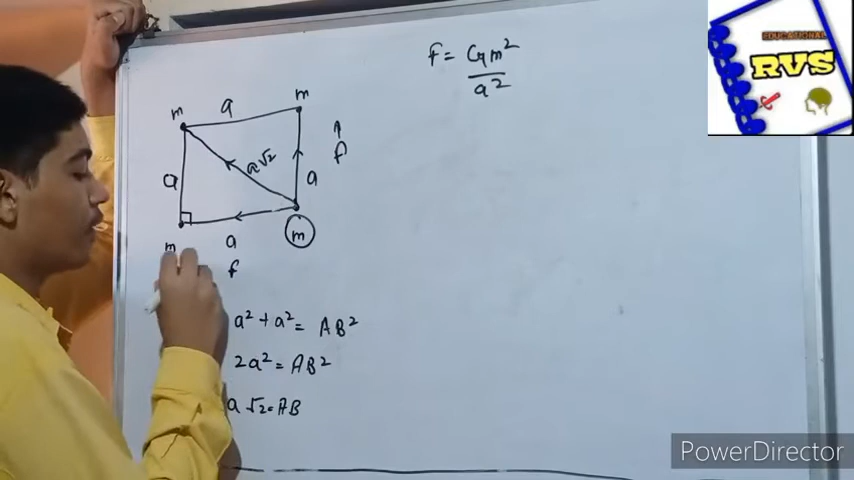 F = Gm²
a²
m
a
m
a
a√2
a
f
m
a
m
f
a² + a² = AB²
2a² = AB²
a√2 = AB
EDUCATIONAL
RVS
PowerDirector